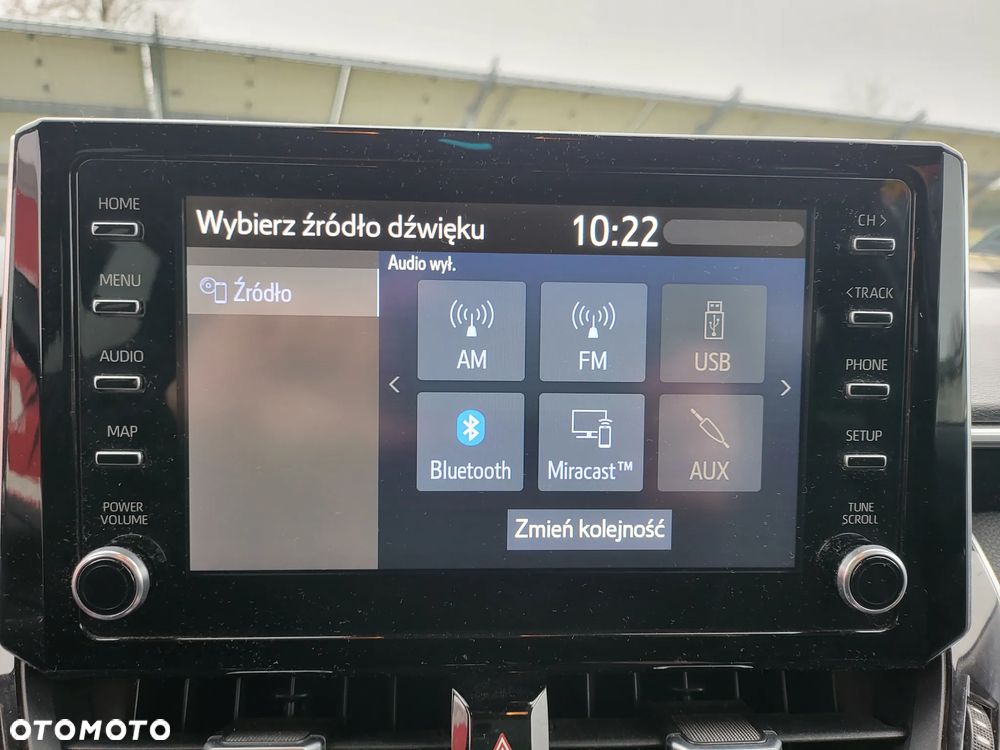 HOME
MENU
AUDIO
MAP
POWER
VOLUME
Wybierz źródło dźwięku 10:22
Źródło
Audio wył.
AM
FM
USB
Bluetooth
Miracast™
AUX
Zmień kolejność
CH >
< TRACK
PHONE
SETUP
TUNE
SCROLL
OTOMOTO